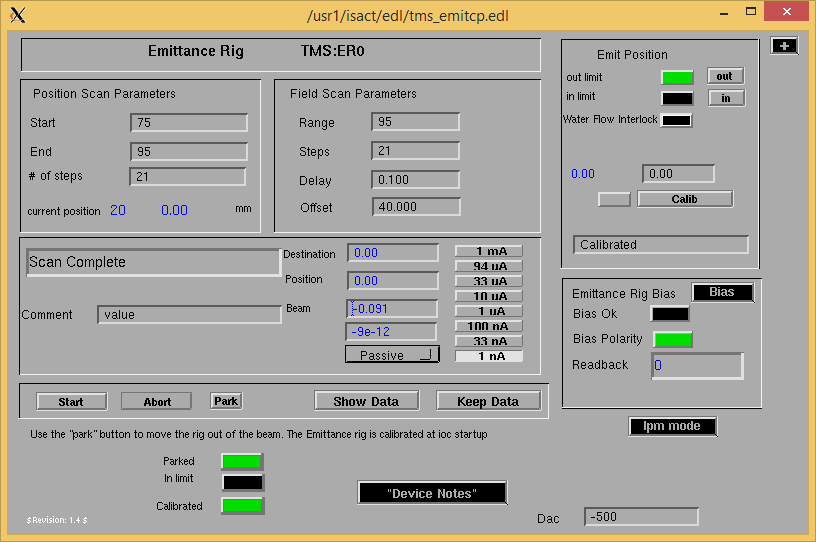 /usr1/isact/edl/tms_emitcp.edl
Emittance Rig TMS:ER0
Position Scan Parameters
Start 75
End 95
# of steps 21
current position 20 0.00 mm
Field Scan Parameters
Range 95
Steps 21
Delay 0.100
Offset 40.000
Emit Position
out limit out
in limit in
Water Flow Interlock
0.00 0.00
Calib
Calibrated
+
Scan Complete
Comment value
Destination 0.00
Position 0.00
Beam -0.091
-9e-12
Passive
1 mA
94 uA
33 uA
10 uA
1 uA
100 nA
33 nA
1 nA
Emittance Rig Bias Bias
Bias Ok
Bias Polarity
Readback 0
Start Abort Park Show Data Keep Data
Ipm mode
Use the "park" button to move the rig out of the beam. The Emittance rig is calibrated at ioc startup
Parked
In limit
Calibrated
"Device Notes"
Dac -500
$Revision: 1.4 $